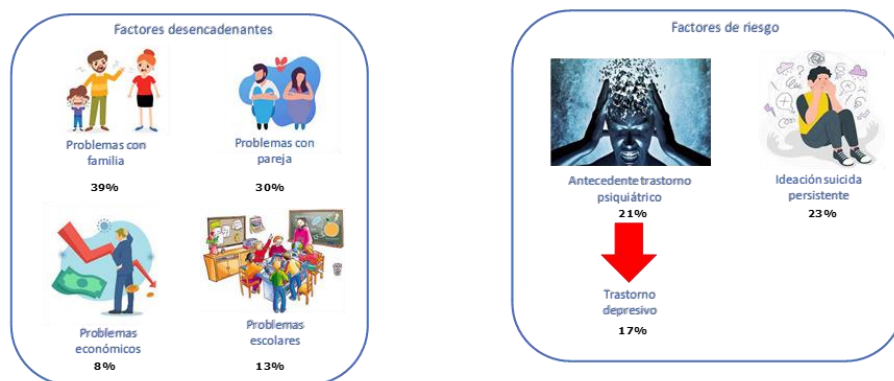 Factores desencadenantes
Problemas con
familia
39%
Problemas con
pareja
30%
Problemas
económicos
8%
Problemas
escolares
13%
Factores de riesgo
Antecedente trastorno
psiquiátrico
21%
Ideación suicida
persistente
23%
Trastorno
depresivo
17%